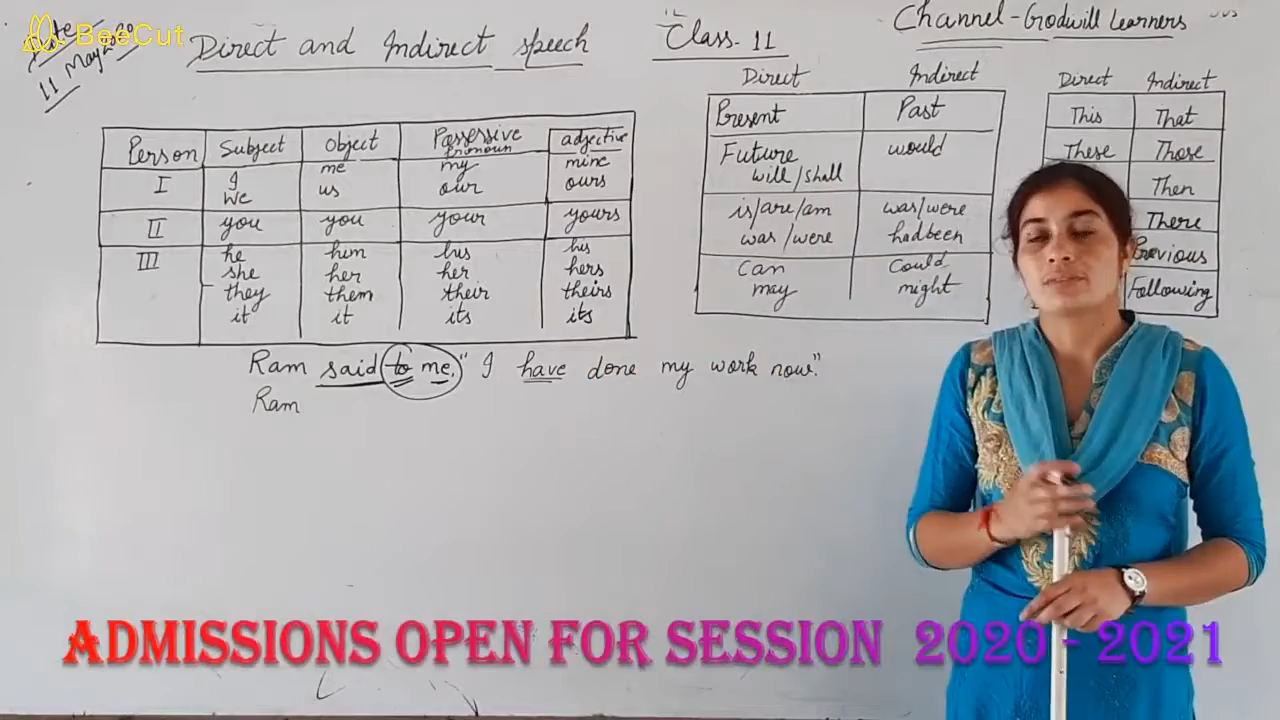 BeeCut
Date
11 May
Direct and Indirect speech
Class- 11
Channel-Godwill Learners
Person Subject Object Possessive pronoun adjective
I I me my mine
we us our ours
II you you your yours
III he him his his
she her her hers
they them their theirs
it it its its
Direct Indirect
Present Past
Future would
will/shall
is/are/am was/were
was/were had been
can could
may might
Direct Indirect
This That
These Those
Then
There
Previous
Following
Ram said to me, " I have done my work now."
Ram
ADMISSIONS OPEN FOR SESSION 2020 - 2021